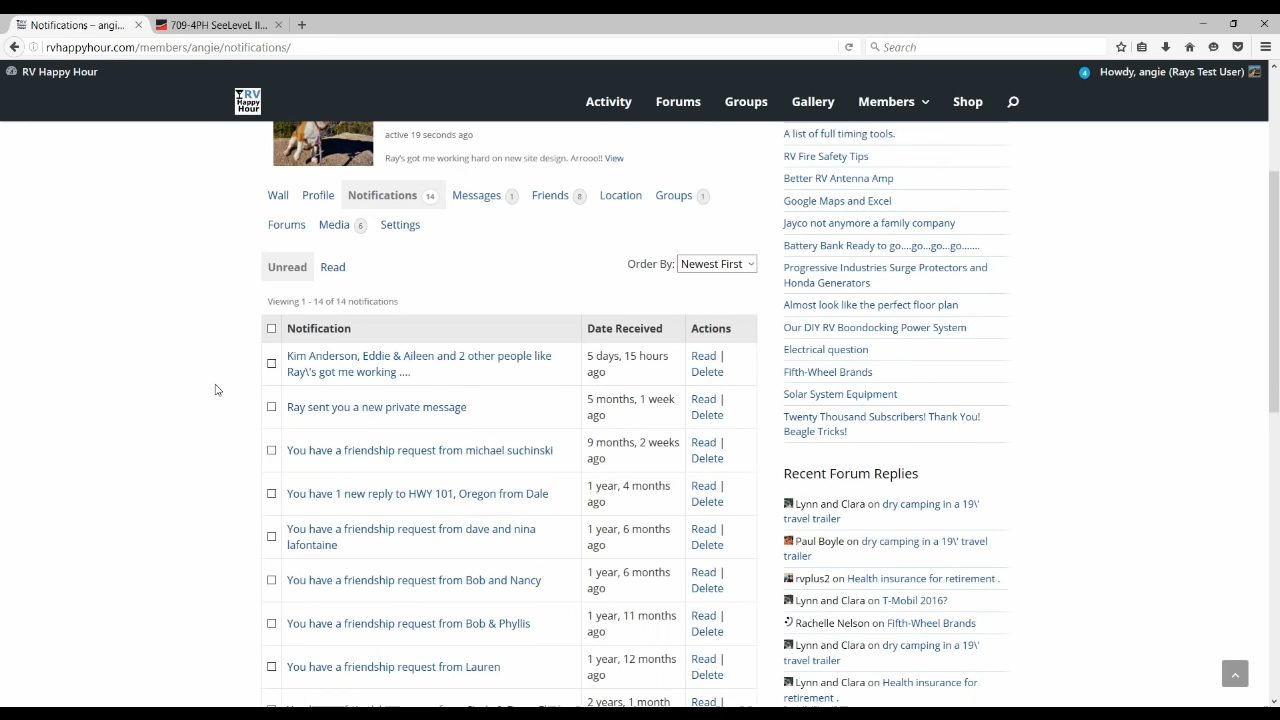 Notifications – angi...
709-4PH SeeLeveL II...
rvhappyhour.com/members/angie/notifications/
Search
RV Happy Hour
4
Howdy, angie (Rays Test User)
RV
Happy
Hour
Activity
Forums
Groups
Gallery
Members
Shop
active 19 seconds ago
Ray's got me working hard on new site design. Arrooo!! View
Wall
Profile
Notifications 14
Messages 1
Friends 8
Location
Groups 1
Forums
Media 6
Settings
Unread
Read
Order By: Newest First
Viewing 1 - 14 of 14 notifications
Notification
Date Received
Actions
Kim Anderson, Eddie & Aileen and 2 other people like
Ray\'s got me working ....
5 days, 15 hours
ago
Read |
Delete
Ray sent you a new private message
5 months, 1 week
ago
Read |
Delete
You have a friendship request from michael suchinski
9 months, 2 weeks
ago
Read |
Delete
You have 1 new reply to HWY 101, Oregon from Dale
1 year, 4 months
ago
Read |
Delete
You have a friendship request from dave and nina
lafontaine
1 year, 6 months
ago
Read |
Delete
You have a friendship request from Bob and Nancy
1 year, 6 months
ago
Read |
Delete
You have a friendship request from Bob & Phyllis
1 year, 11 months
ago
Read |
Delete
You have a friendship request from Lauren
1 year, 12 months
ago
Read |
Delete
2 years, 1 month
Read |
A list of full timing tools.
RV Fire Safety Tips
Better RV Antenna Amp
Google Maps and Excel
Jayco not anymore a family company
Battery Bank Ready to go....go...go...go.......
Progressive Industries Surge Protectors and
Honda Generators
Almost look like the perfect floor plan
Our DIY RV Boondocking Power System
Electrical question
Fifth-Wheel Brands
Solar System Equipment
Twenty Thousand Subscribers! Thank You!
Beagle Tricks!
Recent Forum Replies
Lynn and Clara on dry camping in a 19\'
travel trailer
Paul Boyle on dry camping in a 19\' travel
trailer
rvplus2 on Health insurance for retirement .
Lynn and Clara on T-Mobil 2016?
Rachelle Nelson on Fifth-Wheel Brands
Lynn and Clara on dry camping in a 19\'
travel trailer
Lynn and Clara on Health insurance for
retirement .